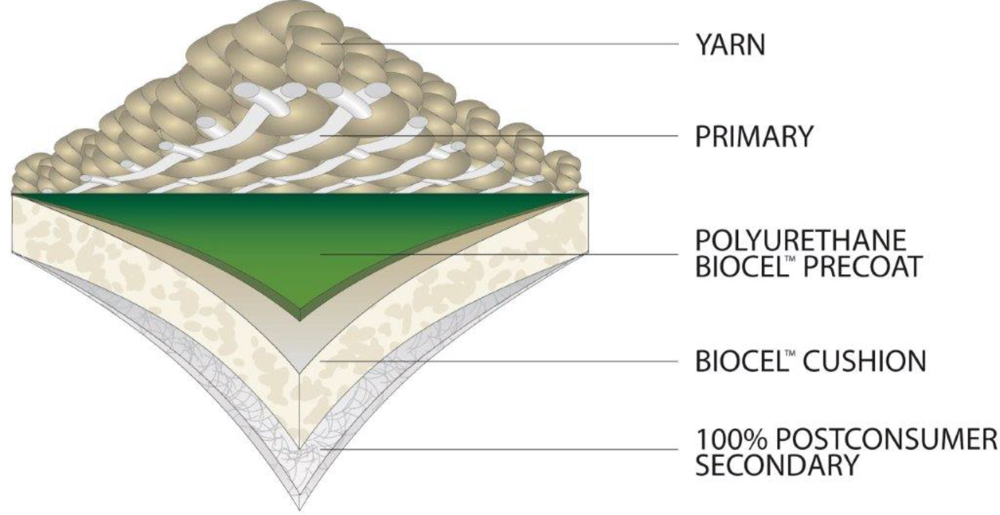 YARN
PRIMARY
POLYURETHANE
BIOCEL™ PRECOAT
BIOCEL™ CUSHION
100% POSTCONSUMER
SECONDARY